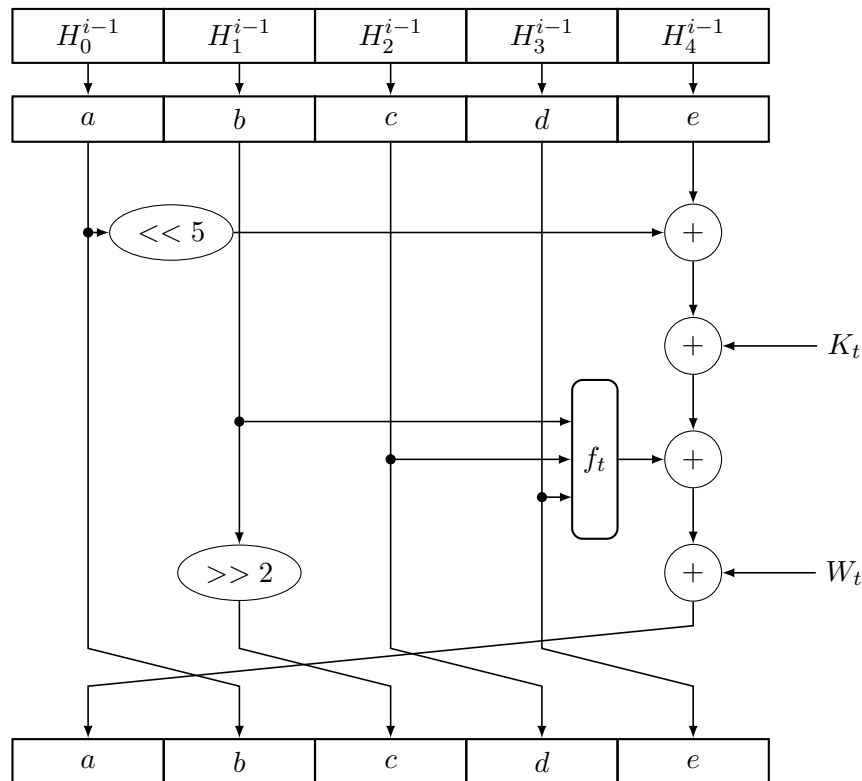 $H_0^{i-1}$ $H_1^{i-1}$ $H_2^{i-1}$ $H_3^{i-1}$ $H_4^{i-1}$
a b c d e
<< 5 +
+ $K_t$
$f_t$ +
>> 2 + $W_t$
a b c d e